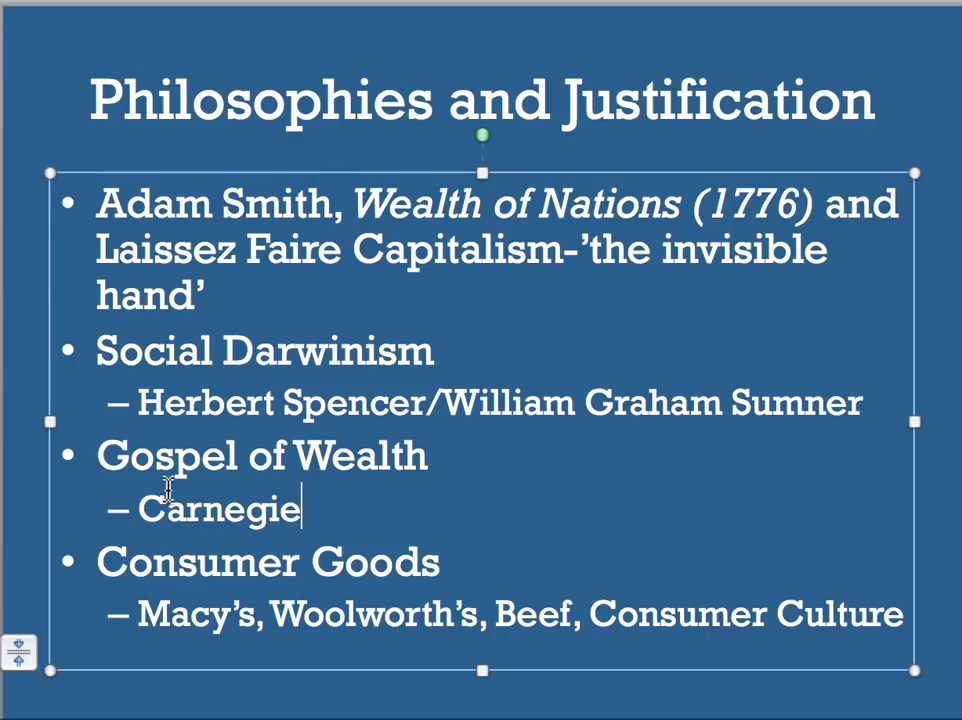 Philosophies and Justification
• Adam Smith, Wealth of Nations (1776) and
Laissez Faire Capitalism-’the invisible
hand’
• Social Darwinism
– Herbert Spencer/William Graham Sumner
• Gospel of Wealth
– Carnegie
• Consumer Goods
– Macy’s, Woolworth’s, Beef, Consumer Culture